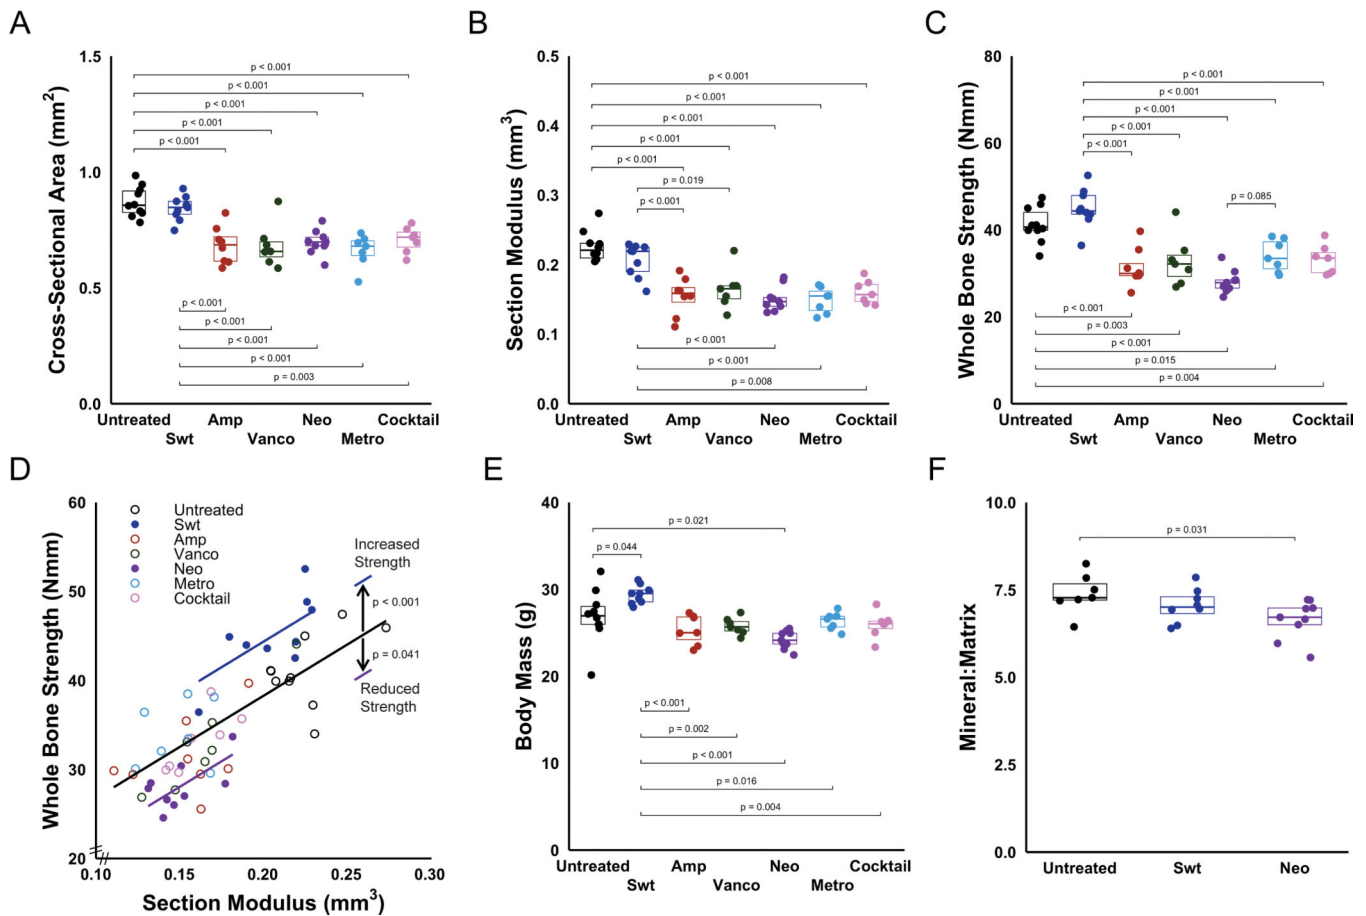 A
Cross-Sectional Area (mm²)
1.5
1.0
0.5
0.0
p < 0.001
p < 0.001
p < 0.001
p < 0.001
p < 0.001
p < 0.001
p < 0.001
p < 0.001
p < 0.001
p = 0.003
Untreated Amp Neo Cocktail
Swt Vanco Metro
B
Section Modulus (mm³)
0.5
0.4
0.3
0.2
0.1
0.0
p < 0.001
p < 0.001
p < 0.001
p < 0.001
p < 0.001
p = 0.019
p < 0.001
p < 0.001
p < 0.001
p = 0.008
Untreated Amp Neo Cocktail
Swt Vanco Metro
C
Whole Bone Strength (Nmm)
80
60
40
20
0
p < 0.001
p < 0.001
p < 0.001
p < 0.001
p < 0.001
p = 0.085
p < 0.001
p = 0.003
p < 0.001
p = 0.015
p = 0.004
Untreated Amp Neo Cocktail
Swt Vanco Metro
D
Whole Bone Strength (Nmm)
60
50
40
30
20
Untreated
Swt
Amp
Vanco
Neo
Metro
Cocktail
Increased
Strength
p < 0.001
p = 0.041
Reduced
Strength
0.10 0.15 0.20 0.25 0.30
Section Modulus (mm³)
E
Body Mass (g)
40
30
20
10
0
p = 0.021
p = 0.044
p < 0.001
p = 0.002
p < 0.001
p = 0.016
p = 0.004
Untreated Amp Neo Cocktail
Swt Vanco Metro
F
Mineral:Matrix
10.0
7.5
5.0
2.5
0.0
p = 0.031
Untreated Swt Neo